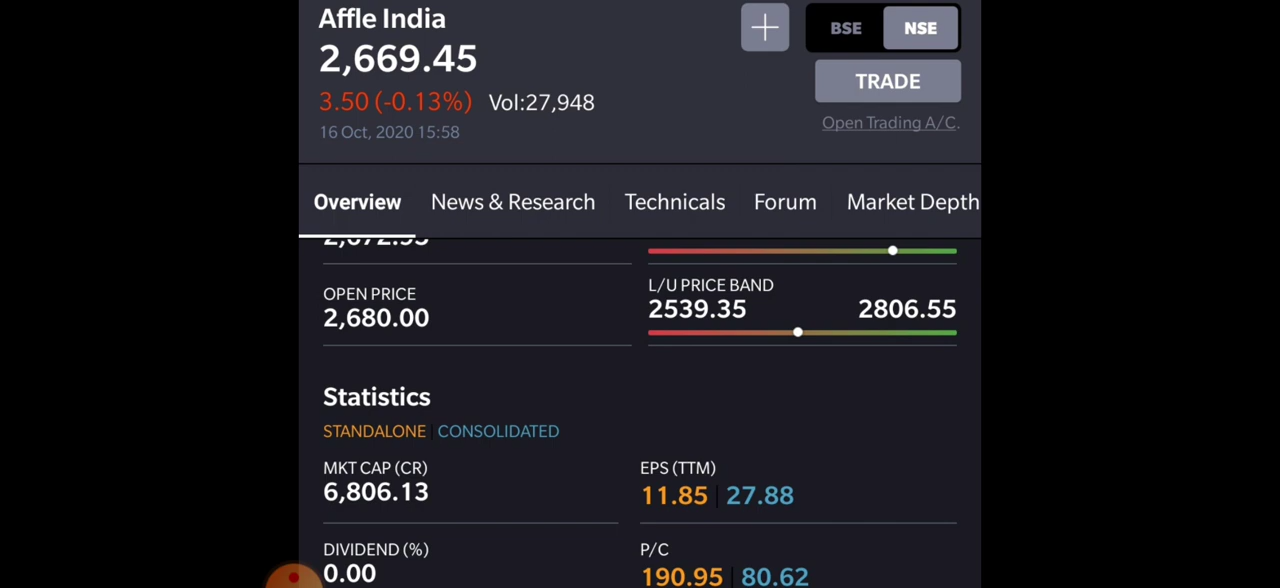 Affle India
2,669.45
3.50 (-0.13%) Vol:27,948
16 Oct, 2020 15:58
BSE NSE
TRADE
Open Trading A/C.
Overview News & Research Technicals Forum Market Depth
2,672.95
OPEN PRICE
2,680.00
L/U PRICE BAND
2539.35 2806.55
Statistics
STANDALONE | CONSOLIDATED
MKT CAP (CR)
6,806.13
EPS (TTM)
11.85 | 27.88
DIVIDEND (%)
0.00
P/C
190.95 | 80.62